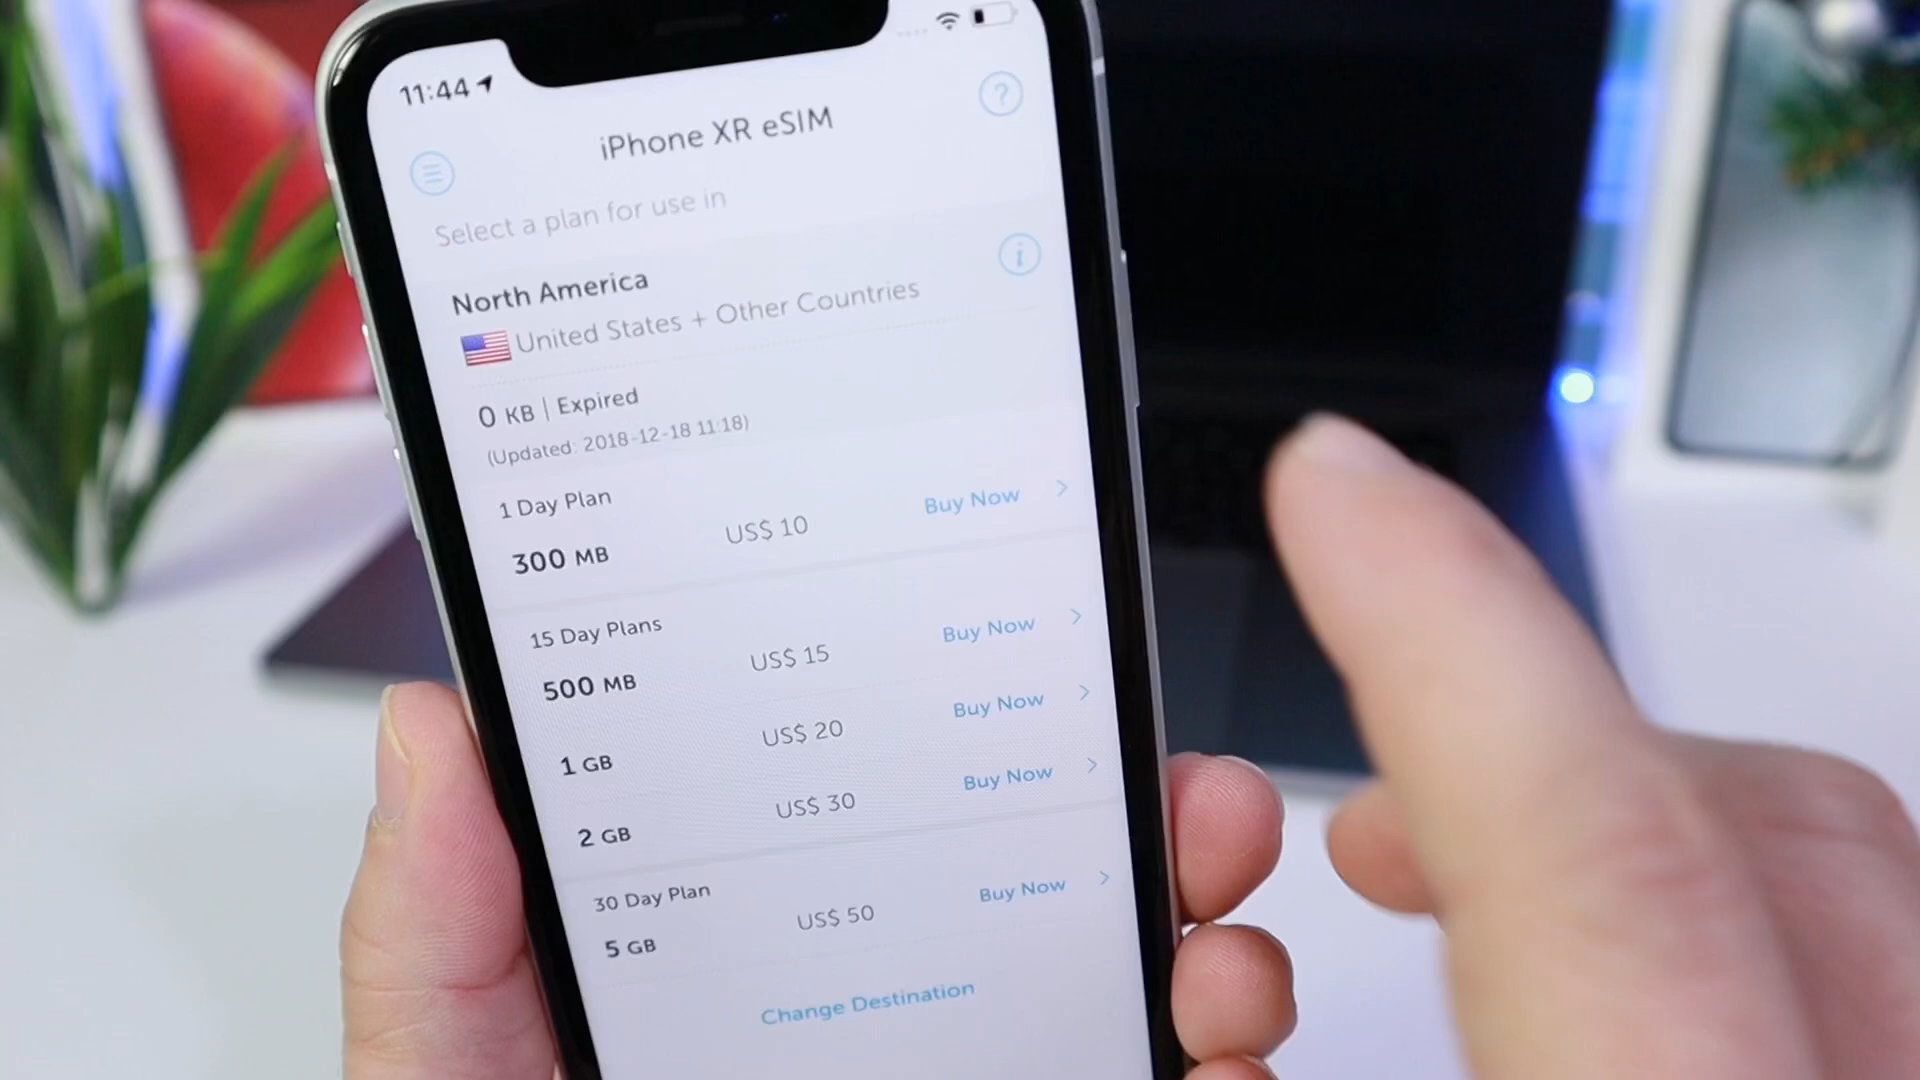 11:44
iPhone XR eSIM
?
Select a plan for use in
North America
i
United States + Other Countries
0 KB | Expired
(Updated: 2018-12-18 11:18)
1 Day Plan
300 MB US$ 10 Buy Now
15 Day Plans
500 MB US$ 15 Buy Now
1 GB US$ 20 Buy Now
2 GB US$ 30 Buy Now
30 Day Plan
5 GB US$ 50 Buy Now
Change Destination